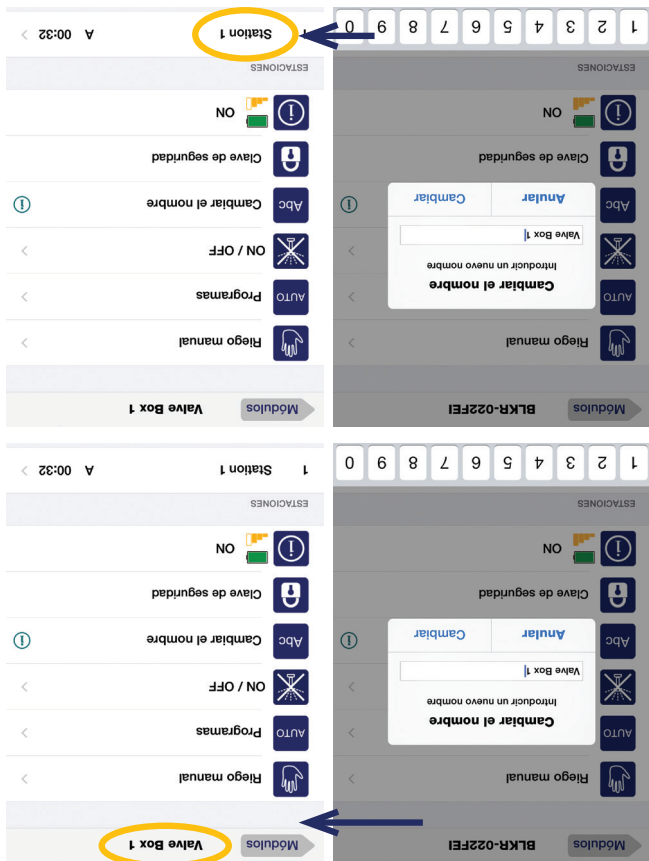 Módulos BLKR-022FEI
Riego manual
AUTO
Cambiar el nombre
Introducir un nuevo nombre
Valve Box 1
Anular Cambiar
Abc
Clave de seguridad
ON
ESTACIONES
1 2 3 4 5 6 7 8 9 0
Módulos Valve Box 1
Riego manual
AUTO Programas
ON / OFF
Abc Cambiar el nombre
Clave de seguridad
ON
ESTACIONES
1 Station 1 A 00:32
Módulos BLKR-022FEI
Riego manual
AUTO
Cambiar el nombre
Introducir un nuevo nombre
Valve Box 1
Anular Cambiar
Abc
Clave de seguridad
ON
ESTACIONES
1 2 3 4 5 6 7 8 9 0
Módulos Valve Box 1
Riego manual
AUTO Programas
ON / OFF
Abc Cambiar el nombre
Clave de seguridad
ON
ESTACIONES
1 Station 1 A 00:32